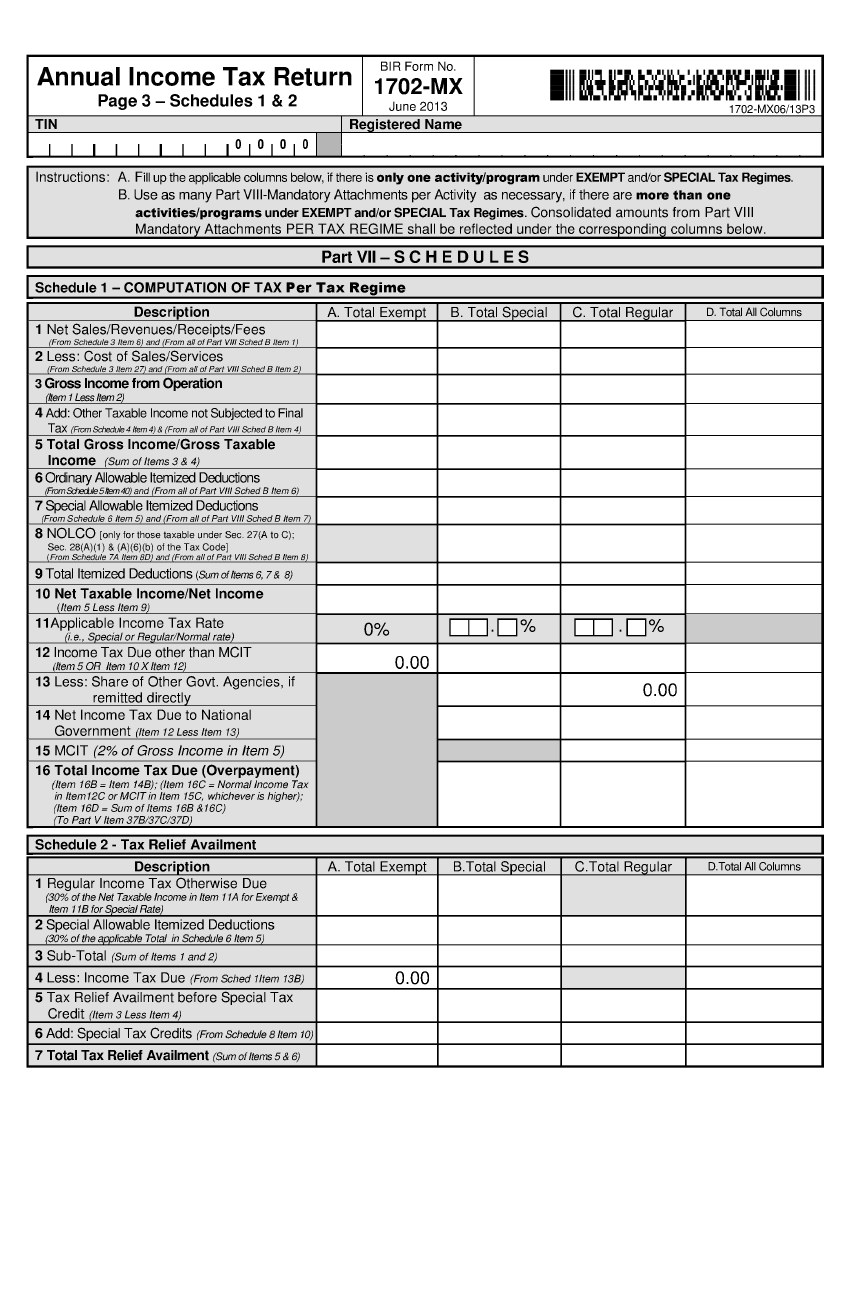 Annual Income Tax Return
Page 3 – Schedules 1 & 2
BIR Form No.
1702-MX
June 2013
1702-MX06/13P3
TIN
Registered Name
0 0 0 0
Instructions: A. Fill up the applicable columns below, if there is only one activity/program under EXEMPT and/or SPECIAL Tax Regimes.
B. Use as many Part VIII-Mandatory Attachments per Activity as necessary, if there are more than one
activities/programs under EXEMPT and/or SPECIAL Tax Regimes. Consolidated amounts from Part VIII
Mandatory Attachments PER TAX REGIME shall be reflected under the corresponding columns below.
Part VII – S C H E D U L E S
Schedule 1 – COMPUTATION OF TAX Per Tax Regime
Description A. Total Exempt B. Total Special C. Total Regular D. Total All Columns
1 Net Sales/Revenues/Receipts/Fees
(From Schedule 3 Item 6) and (From all of Part VIII Sched B Item 1)
2 Less: Cost of Sales/Services
(From Schedule 3 Item 27) and (From all of Part VIII Sched B Item 2)
3 Gross Income from Operation
(Item 1 Less Item 2)
4 Add: Other Taxable Income not Subjected to Final
Tax (From Schedule 4 Item 4) & (From all of Part VIII Sched B Item 4)
5 Total Gross Income/Gross Taxable
Income (Sum of Items 3 & 4)
6 Ordinary Allowable Itemized Deductions
(From Schedule 5 Item 40) and (From all of Part VIII Sched B Item 6)
7 Special Allowable Itemized Deductions
(From Schedule 6 Item 5) and (From all of Part VIII Sched B Item 7)
8 NOLCO [only for those taxable under Sec. 27(A to C);
Sec. 28(A)(1) & (A)(6)(b) of the Tax Code]
(From Schedule 7A Item 8D) and (From all of Part VIII Sched B Item 8)
9 Total Itemized Deductions (Sum of Items 6, 7 & 8)
10 Net Taxable Income/Net Income
(Item 5 Less Item 9)
11Applicable Income Tax Rate
(i.e., Special or Regular/Normal rate)
0% . % . %
12 Income Tax Due other than MCIT
(Item 5 OR Item 10 X Item 12)
0.00
13 Less: Share of Other Govt. Agencies, if
remitted directly
0.00
14 Net Income Tax Due to National
Government (Item 12 Less Item 13)
15 MCIT (2% of Gross Income in Item 5)
16 Total Income Tax Due (Overpayment)
(Item 16B = Item 14B); (Item 16C = Normal Income Tax
in Item12C or MCIT in Item 15C, whichever is higher);
(Item 16D = Sum of Items 16B &16C)
(To Part V Item 37B/37C/37D)
Schedule 2 - Tax Relief Availment
Description A. Total Exempt B.Total Special C.Total Regular D.Total All Columns
1 Regular Income Tax Otherwise Due
(30% of the Net Taxable Income in Item 11A for Exempt &
Item 11B for Special Rate)
2 Special Allowable Itemized Deductions
(30% of the applicable Total in Schedule 6 Item 5)
3 Sub-Total (Sum of Items 1 and 2)
4 Less: Income Tax Due (From Sched 1Item 13B) 0.00
5 Tax Relief Availment before Special Tax
Credit (Item 3 Less Item 4)
6 Add: Special Tax Credits (From Schedule 8 Item 10)
7 Total Tax Relief Availment (Sum of Items 5 & 6)